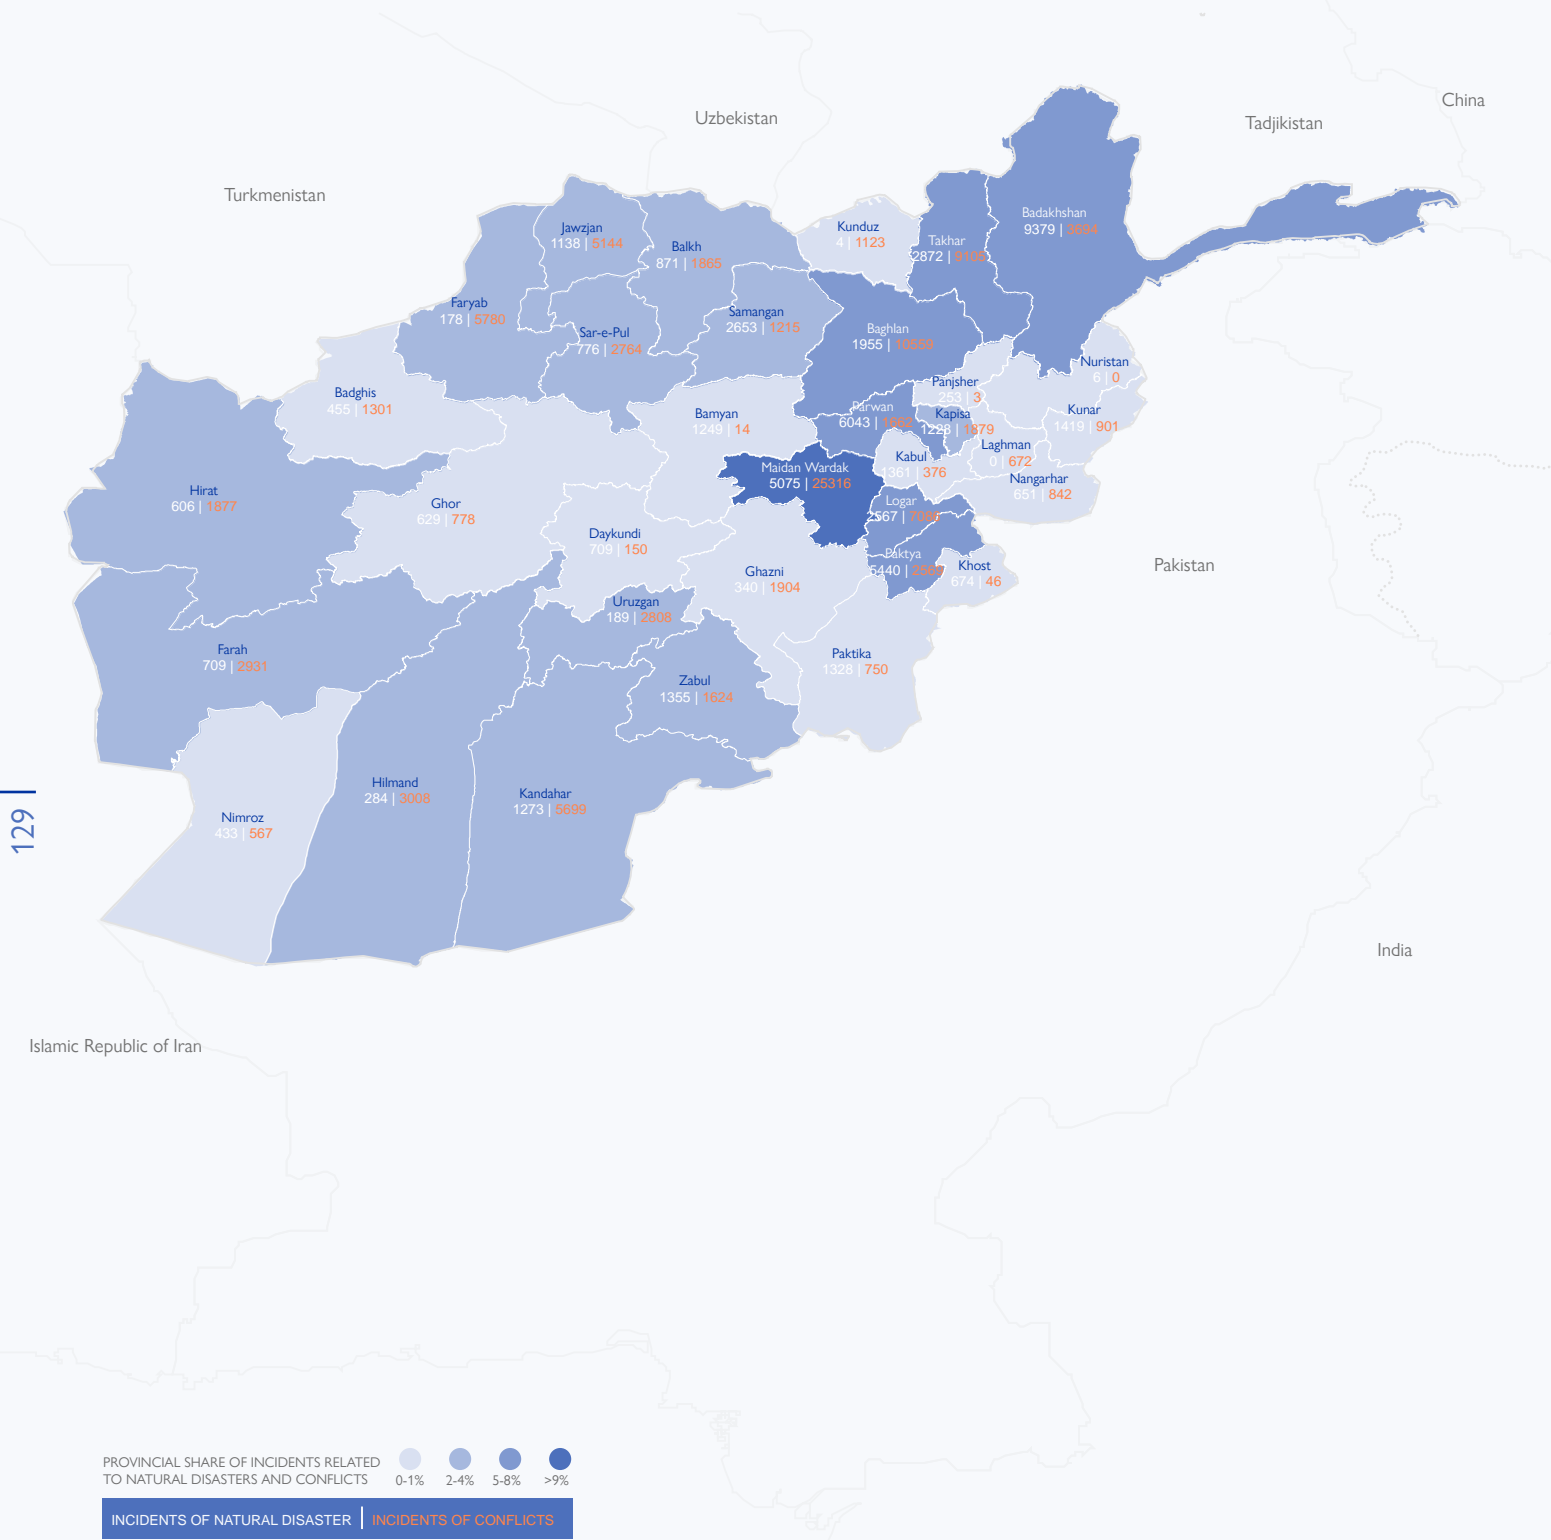 China
Uzbekistan
Tadjikistan
Turkmenistan
Badakhshan
9379 | 3694
Kunduz
4 | 1123
Jawzjan
1138 | 5144
Takhar
2872 | 9105
Balkh
871 | 1865
Faryab
178 | 5780
Samangan
2653 | 1215
Baghlan
1955 | 10559
Sar-e-Pul
776 | 2764
Nuristan
6 | 0
Panjsher
253 | 3
Badghis
455 | 1301
Parwan
6043 |
Kapisa
1228 | 1879
Kunar
1419 | 901
Bamyan
1249 | 14
Laghman
0 | 672
Kabul
1361 | 376
Maidan Wardak
5075 | 25316
Nangarhar
651 | 842
Hirat
606 | 1877
Ghor
629 | 778
Logar
2567 |
Daykundi
709 | 150
Paktya
5440 |
Khost
674 | 46
Pakistan
Ghazni
340 | 1904
Uruzgan
189 | 2808
Farah
709 | 2931
Paktika
1328 | 750
Zabul
1355 | 1624
Hilmand
284 | 3008
Kandahar
1273 | 5699
Nimroz
433 | 567
129
India
Islamic Republic of Iran
PROVINCIAL SHARE OF INCIDENTS RELATED
TO NATURAL DISASTERS AND CONFLICTS
0-1% 2-4% 5-8% >9%
INCIDENTS OF NATURAL DISASTER | INCIDENTS OF CONFLICTS